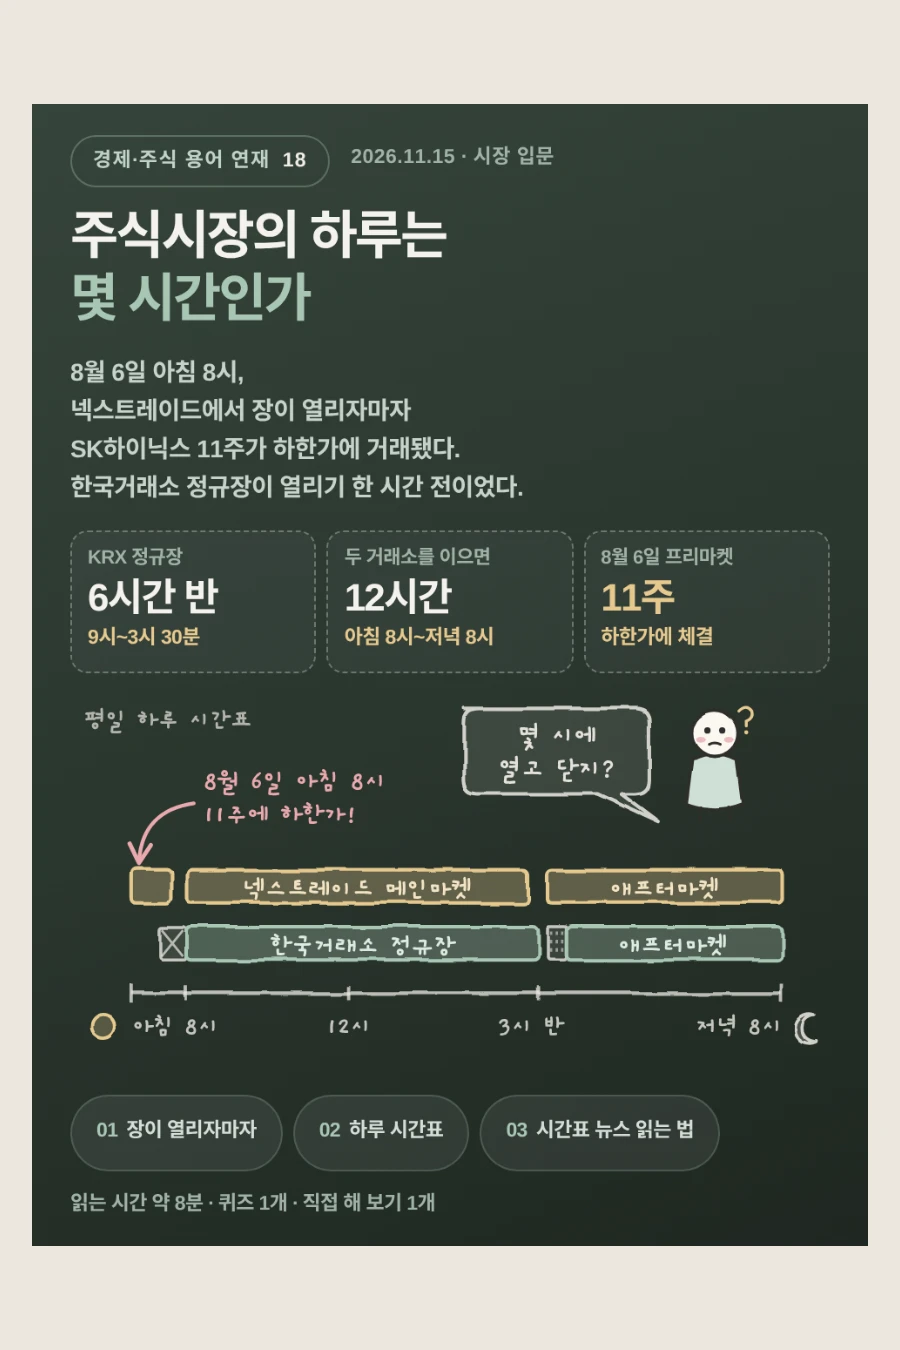 경제·주식 용어 연재 18
2026.11.15 · 시장 입문
주식시장의 하루는
몇 시간인가
8월 6일 아침 8시,
넥스트레이드에서 장이 열리자마자
SK하이닉스 11주가 하한가에 거래됐다.
한국거래소 정규장이 열리기 한 시간 전이었다.
KRX 정규장
6시간 반
9시~3시 30분
두 거래소를 이으면
12시간
아침 8시~저녁 8시
8월 6일 프리마켓
11주
하한가에 체결
평일 하루 시간표
몇 시에
열고 닫지?
?
8월 6일 아침 8시
11주에 하한가!
넥스트레이드 메인마켓
애프터마켓
한국거래소 정규장
애프터마켓
아침 8시
12시
3시 반
저녁 8시
01 장이 열리자마자
02 하루 시간표
03 시간표 뉴스 읽는 법
읽는 시간 약 8분 · 퀴즈 1개 · 직접 해 보기 1개